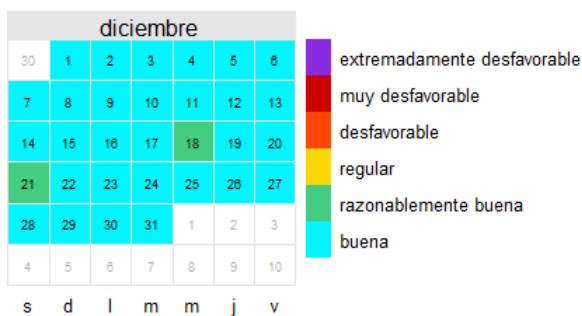 diciembre
30 1 2 3 4 5 6
7 8 9 10 11 12 13
14 15 16 17 18 19 20
21 22 23 24 25 26 27
28 29 30 31 1 2 3
4 5 6 7 8 9 10
s d l m m j v
extremadamente desfavorable
muy desfavorable
desfavorable
regular
razonablemente buena
buena